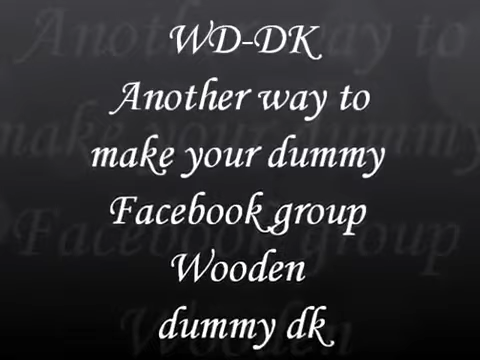 WD-DK
Another way to
make your dummy
Facebook group
Wooden
dummy dk